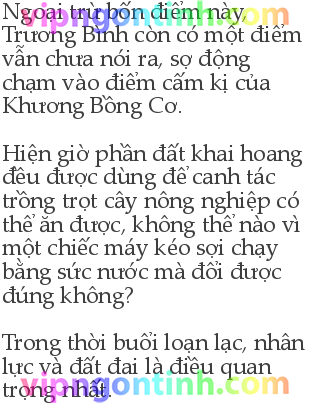 Ngoại trừ bốn điểm này,
Trương Bình còn có một điểm
vẫn chưa nói ra, sợ động
chạm vào điểm cấm kị của
Khương Bồng Cơ.
Hiện giờ phần đất khai hoang
đều được dùng để canh tác
trồng trọt cây nông nghiệp có
thể ăn được, không thể nào vì
một chiếc máy kéo sợi chạy
bằng sức nước mà đổi được
đúng không?
Trong thời buổi loạn lạc, nhân
lực và đất đai là điều quan
trọng nhất.
vipngontinh.com
vipngontinh.com